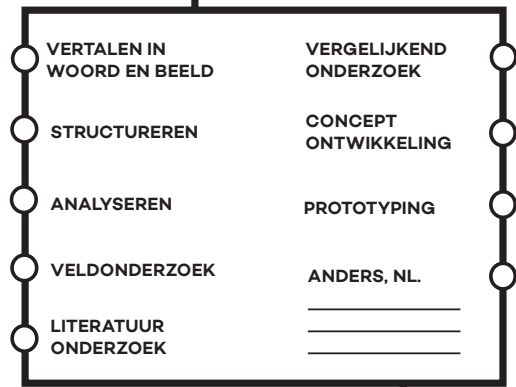 VERTALEN IN
WOORD EN BEELD
STRUCTUREREN
ANALYSEREN
VELDONDERZOEK
LITERATUUR
ONDERZOEK
VERGELIJKEND
ONDERZOEK
CONCEPT
ONTWIKKELING
PROTOTYPING
ANDERS, NL.